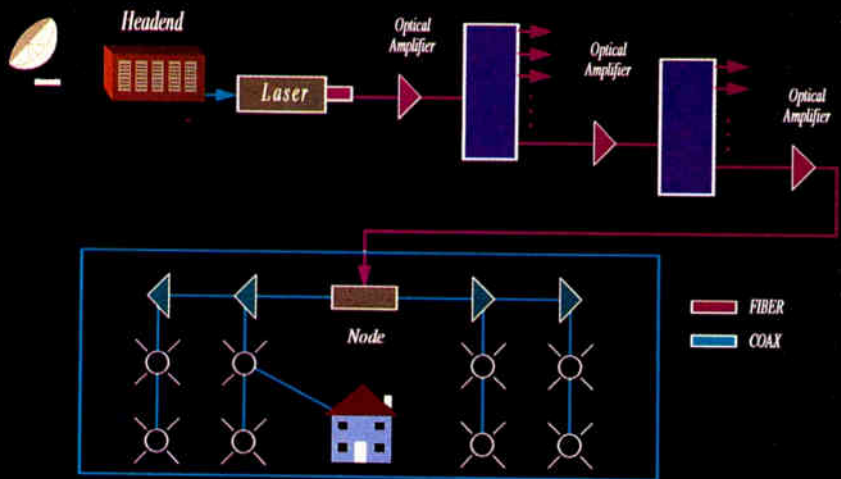 Headend
Laser
Optical
Amplifier
Optical
Amplifier
Optical
Amplifier
Node
FIBER
COAX